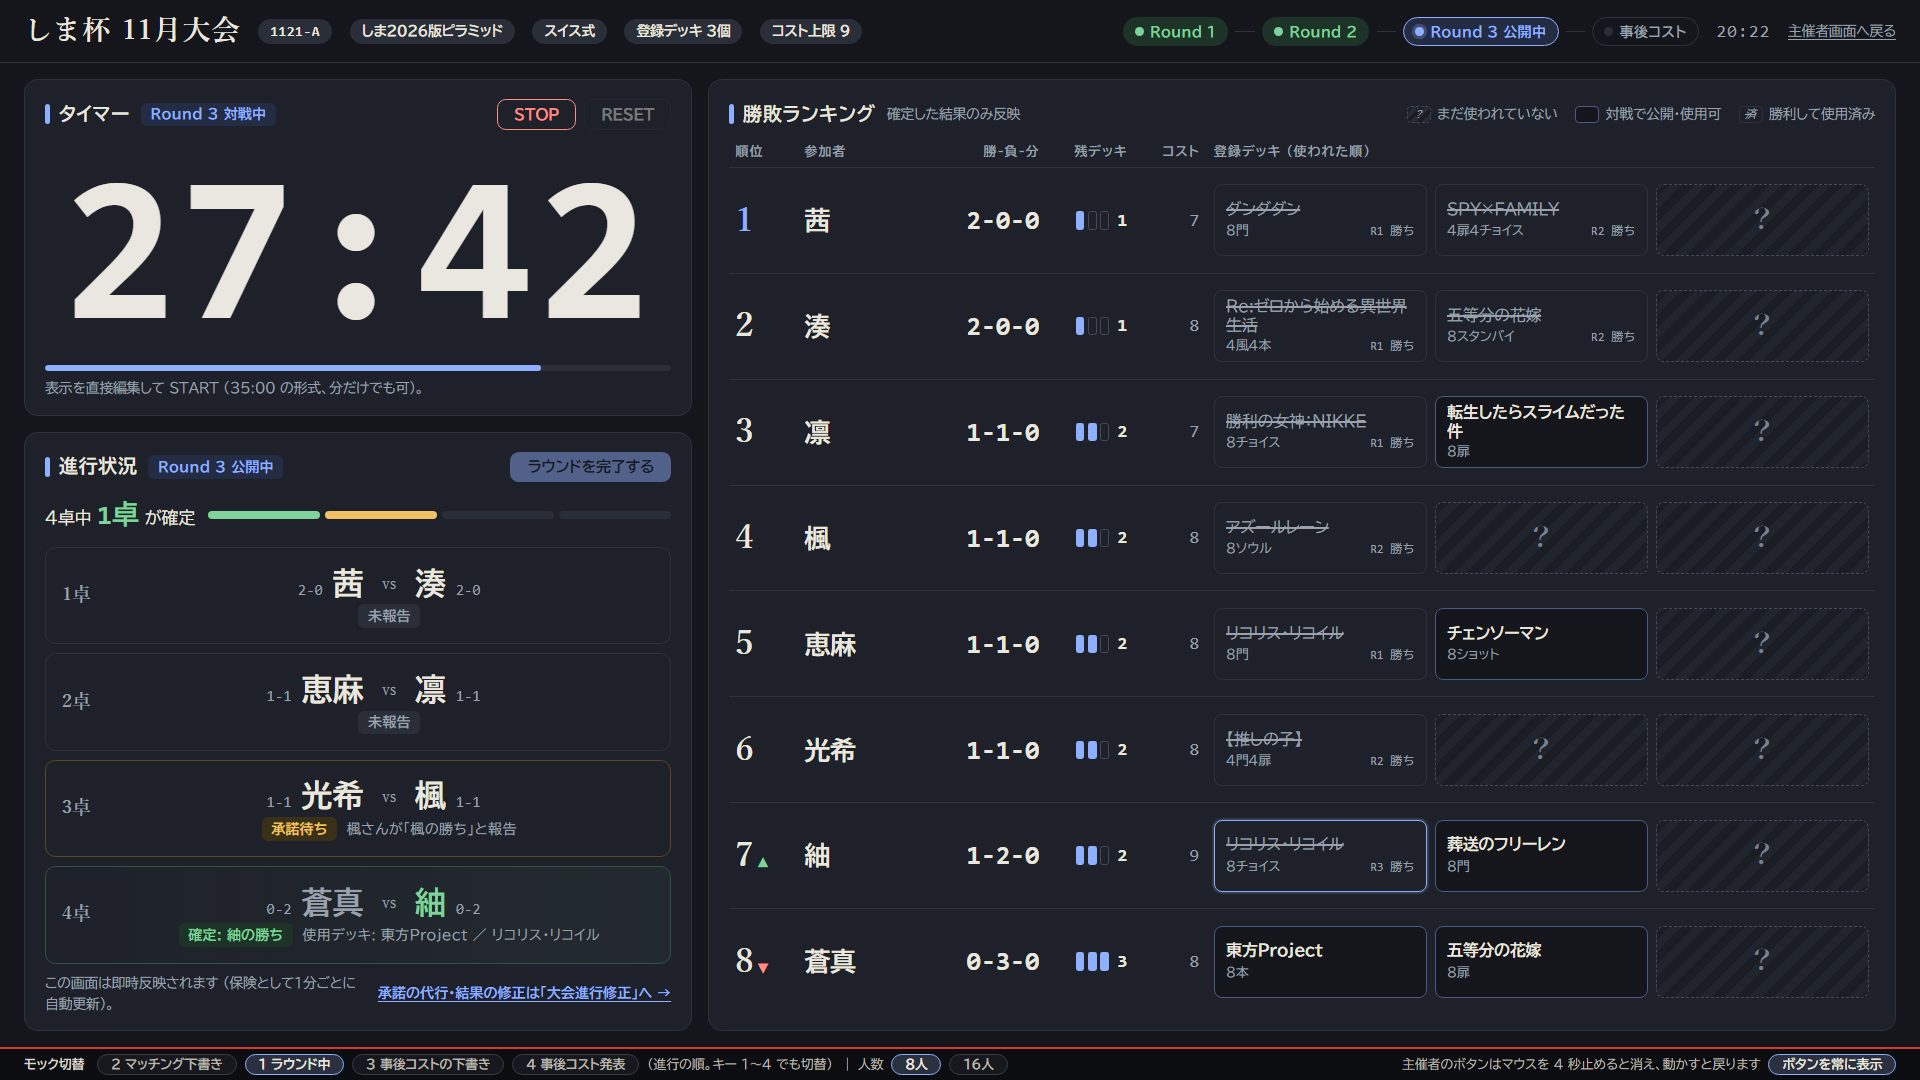 しま杯 11月大会 1121-A しま2026版ピラミッド スイス式 登録デッキ 3個 コスト上限 9
Round 1 Round 2 Round 3 公開中 事後コスト 20:22 主催者画面へ戻る
タイマー Round 3 対戦中 STOP RESET
27:42
表示を直接編集して START（35:00 の形式、分だけでも可）。
進行状況 Round 3 公開中 ラウンドを完了する
4卓中 1卓 が確定
1卓 2-0 茜 vs 湊 2-0
未報告
2卓 1-1 恵麻 vs 凛 1-1
未報告
3卓 1-1 光希 vs 楓 1-1
承諾待ち 楓さんが「楓の勝ち」と報告
4卓 0-2 蒼真 vs 紬 0-2
確定: 紬の勝ち 使用デッキ: 東方Project ／ リコリス・リコイル
この画面は即時反映されます（保険として1分ごとに
自動更新）。
承諾の代行・結果の修正は「大会進行修正」へ →
勝敗ランキング 確定した結果のみ反映 ? まだ使われていない 対戦で公開・使用可 済 勝利して使用済み
順位 参加者 勝-負-分 残デッキ コスト 登録デッキ（使われた順）
1 茜 2-0-0 1 7
ダンダダン
8門 R1 勝ち
SPY×FAMILY
4扉4チョイス R2 勝ち
?
2 湊 2-0-0 1 8
Re:ゼロから始める異世界
生活
4風4本 R1 勝ち
五等分の花嫁
8スタンバイ R2 勝ち
?
3 凛 1-1-0 2 7
勝利の女神:NIKKE
8チョイス R1 勝ち
転生したらスライムだった
件
8扉
?
4 楓 1-1-0 2 8
アズールレーン
8ソウル R2 勝ち
?
?
5 恵麻 1-1-0 2 8
リコリス・リコイル
8門 R1 勝ち
チェンソーマン
8ショット
?
6 光希 1-1-0 2 8
【推しの子】
4門4扉 R2 勝ち
?
?
7 ▲ 紬 1-2-0 2 9
リコリス・リコイル
8チョイス R3 勝ち
葬送のフリーレン
8門
?
8 ▼ 蒼真 0-3-0 3 8
東方Project
8本
五等分の花嫁
8扉
?
モック切替 2 マッチング下書き 1 ラウンド中 3 事後コストの下書き 4 事後コスト発表 （進行の順。キー 1〜4 でも切替）｜ 人数 8人 16人
主催者のボタンはマウスを 4 秒止めると消え、動かすと戻ります ボタンを常に表示